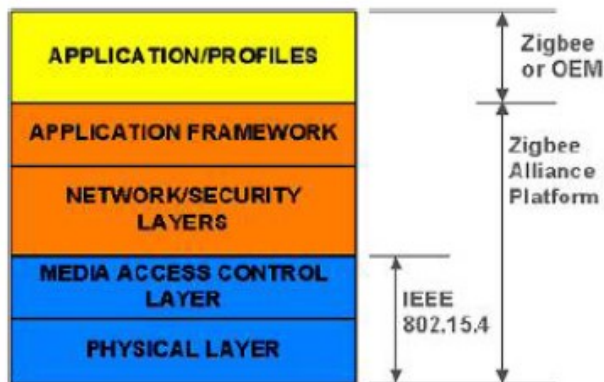 APPLICATION/PROFILES
Zigbee
or OEM
APPLICATION FRAMEWORK
Zigbee
Alliance
Platform
NETWORK/SECURITY
LAYERS
MEDIA ACCESS CONTROL
LAYER
IEEE
802.15.4
PHYSICAL LAYER